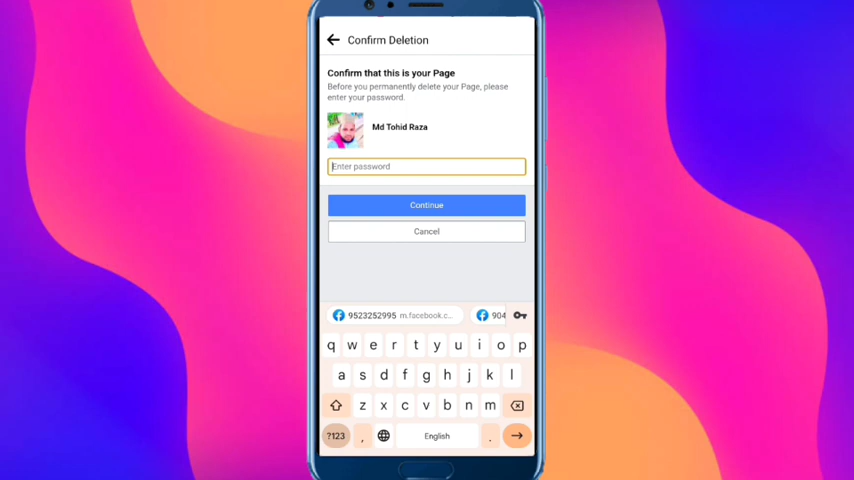 Confirm Deletion
Confirm that this is your Page
Before you permanently delete your Page, please
enter your password.
Md Tohid Raza
Enter password
Continue
Cancel
9523252995 m.facebook.c... 904
q w e r t y u i o p
a s d f g h j k l
z x c v b n m
?123 , English .